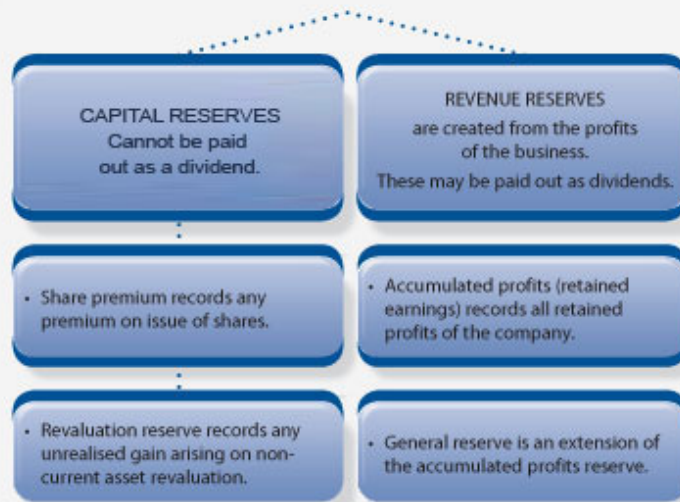 CAPITAL RESERVES
Cannot be paid
out as a dividend.
REVENUE RESERVES
are created from the profits
of the business.
These may be paid out as dividends.
• Share premium records any
premium on issue of shares.
• Accumulated profits (retained
earnings) records all retained
profits of the company.
• Revaluation reserve records any
unrealised gain arising on non-
current asset revaluation.
• General reserve is an extension of
the accumulated profits reserve.